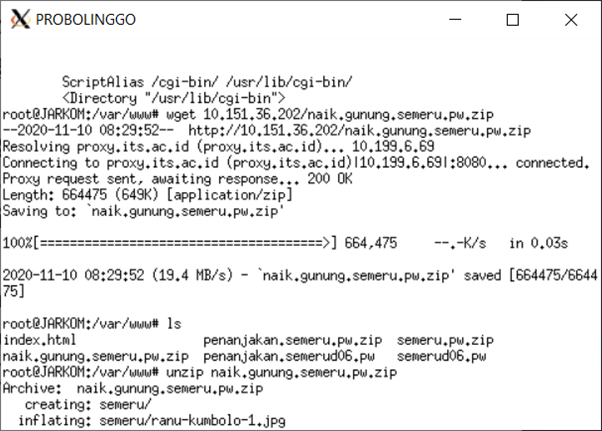 PROBOLINGGO
ScriptAlias /cgi-bin/ /usr/lib/cgi-bin/
<Directory "/usr/lib/cgi-bin">
root@JARKOM:/var/www# wget 10.151.36.202/naik.gunung.semeru.pw.zip
--2020-11-10 08:29:52--  http://10.151.36.202/naik.gunung.semeru.pw.zip
Resolving proxy.its.ac.id (proxy.its.ac.id)... 10.199.6.69
Connecting to proxy.its.ac.id (proxy.its.ac.id)|10.199.6.69|:8080... connected.
Proxy request sent, awaiting response... 200 OK
Length: 664475 (649K) [application/zip]
Saving to: `naik.gunung.semeru.pw.zip'
100%[=====================================>] 664,475     --.-K/s   in 0.03s
2020-11-10 08:29:52 (19.4 MB/s) - `naik.gunung.semeru.pw.zip' saved [664475/6644
75]
root@JARKOM:/var/www# ls
index.html                 penanjakan.semeru.pw.zip  semeru.pw.zip
naik.gunung.semeru.pw.zip  penanjakan.semerud06.pw   semerud06.pw
root@JARKOM:/var/www# unzip naik.gunung.semeru.pw.zip
Archive:  naik.gunung.semeru.pw.zip
creating: semeru/
inflating: semeru/ranu-kumbolo-1.jpg